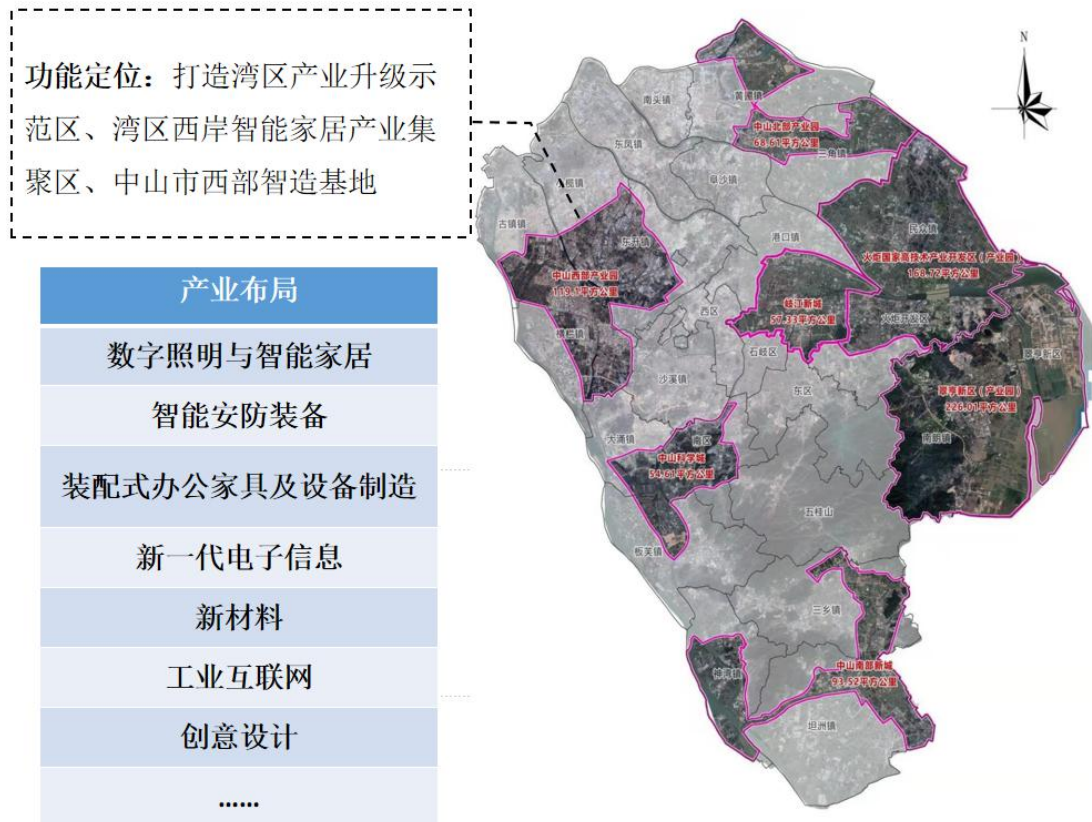 功能定位：打造湾区产业升级示
范区、湾区西岸智能家居产业集
聚区、中山市西部智造基地
产业布局
数字照明与智能家居
智能安防装备
装配式办公家具及设备制造
新一代电子信息
新材料
工业互联网
创意设计
......
N
南头镇
黄圃镇
中山北部产业园
68.61平方公里
三角镇
东凤镇
阜沙镇
榄镇
古镇镇
东升镇
港口镇
民众镇
中山西部产业园
119.1平方公里
火炬国家高技术产业开发区（产业园）
168.72平方公里
岐江新城
57.33平方公里
西区
火炬开发区
横栏镇
石岐区
翠亨新区
沙溪镇
东区
翠亨新区（产业园）
226.01平方公里
大涌镇
南区
南朗镇
中山科学城
54.61平方公里
五桂山
板芙镇
三乡镇
神湾镇
中山南部新城
93.52平方公里
坦洲镇